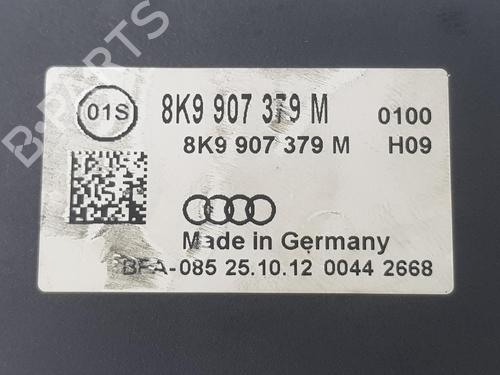 B-PARTS
01S
8K9 907 379 M 0100
8K9 907 379 M H09
Made in Germany
BFA-085 25.10.12 0044 2668